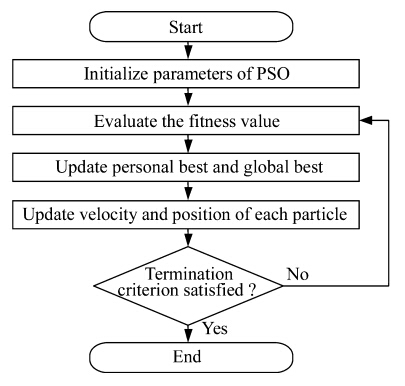 Start
Initialize parameters of PSO
Evaluate the fitness value
Update personal best and global best
Update velocity and position of each particle
Termination
criterion satisfied ?
No
Yes
End